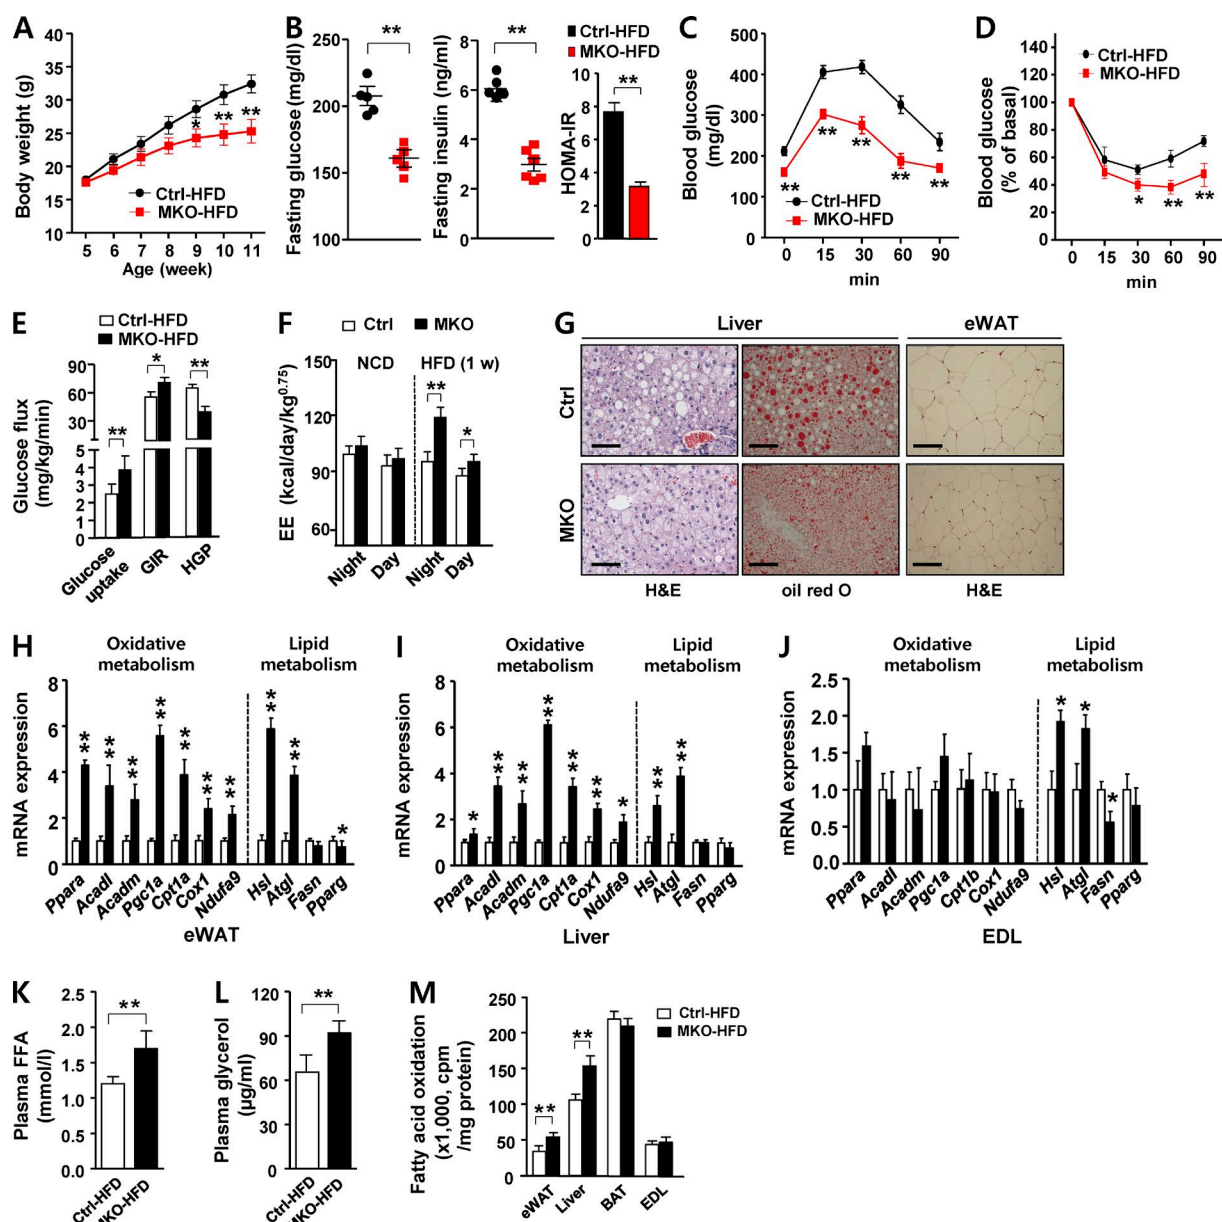 A
Body weight (g)
40
35
30
25
20
15
10
* ** **
Ctrl-HFD
MKO-HFD
5 6 7 8 9 10 11
Age (week)
B
Fasting glucose (mg/dl)
250
200
150
100
**
Fasting insulin (ng/ml)
8
6
4
2
0
**
Ctrl-HFD
MKO-HFD
HOMA-IR
10
8
6
4
2
0
**
C
Blood glucose
(mg/dl)
500
400
300
200
100
0
** ** ** ** **
Ctrl-HFD
MKO-HFD
0 15 30 60 90
min
D
Blood glucose
(% of basal)
140
120
100
80
60
40
20
0
Ctrl-HFD
MKO-HFD
* ** **
0 15 30 60 90
min
E
Ctrl-HFD
MKO-HFD
Glucose flux
(mg/kg/min)
90
60
30
5
4
3
2
1
0
** * **
Glucose
uptake
GIR
HGP
F
Ctrl MKO
EE (kcal/day/kg0.75)
150
120
90
60
NCD HFD (1 w)
** *
Night Day Night Day
G
Liver eWAT
Ctrl
MKO
H&E oil red O H&E
H
Oxidative
metabolism
Lipid
metabolism
mRNA expression
8
6
4
2
0
** ** ** ** ** ** ** ** ** *
Ppara Acadl Acadm Pgc1a Cpt1a Cox1 Ndufa9 Hsl Atgl Fasn Pparg
eWAT
I
Oxidative
metabolism
Lipid
metabolism
mRNA expression
8
6
4
2
0
* ** ** ** ** ** * ** **
Ppara Acadl Acadm Pgc1a Cpt1a Cox1 Ndufa9 Hsl Atgl Fasn Pparg
Liver
J
Oxidative
metabolism
Lipid
metabolism
mRNA expression
2.5
2.0
1.5
1.0
0.5
0.0
* * *
Ppara Acadl Acadm Pgc1a Cpt1b Cox1 Ndufa9 Hsl Atgl Fasn Pparg
EDL
K
Plasma FFA
(mmol/l)
2.5
2.0
1.5
1.0
0.5
0.0
**
Ctrl-HFD
MKO-HFD
L
Plasma glycerol
(µg/ml)
120
90
60
30
0
**
Ctrl-HFD
MKO-HFD
M
Fatty acid oxidation
(x1,000, cpm
/mg protein)
250
200
150
100
50
0
** **
Ctrl-HFD
MKO-HFD
eWAT Liver BAT EDL